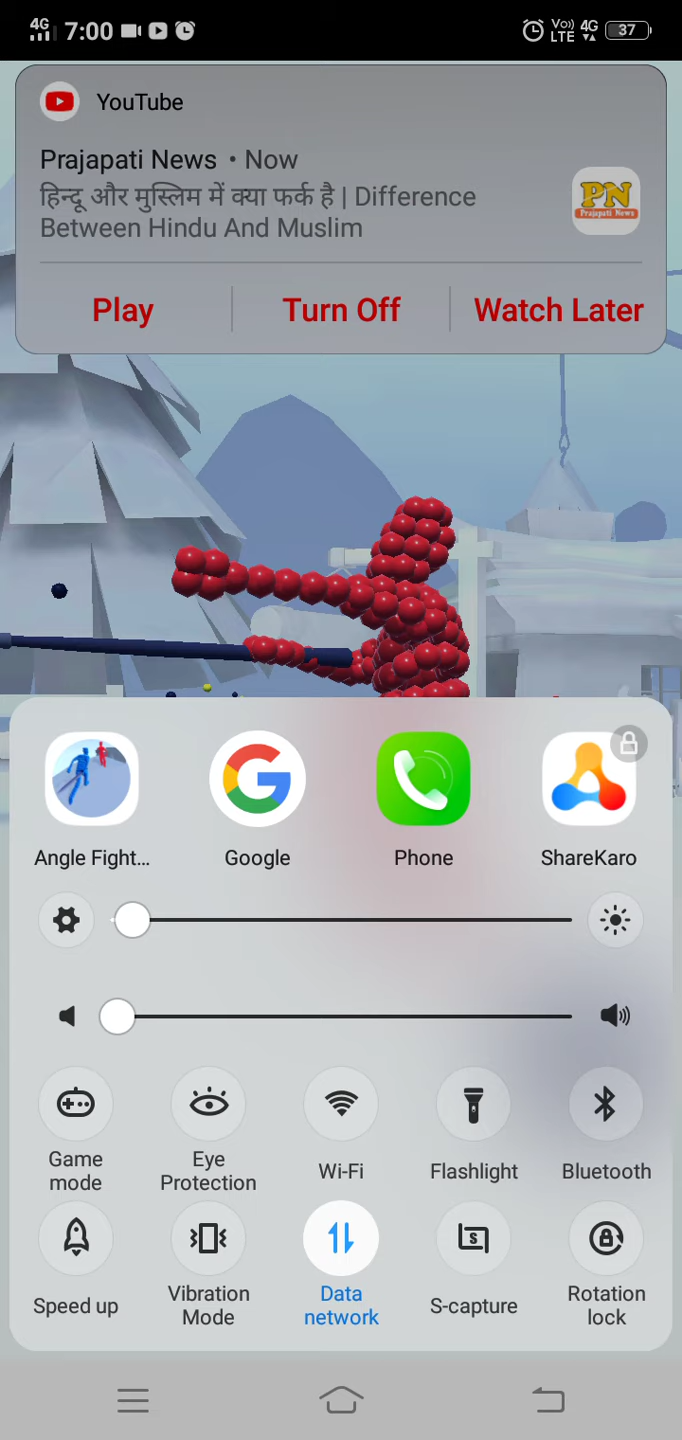 4G 7:00 Vo) LTE 4G 37
YouTube
Prajapati News • Now
हिन्दू और मुस्लिम में क्या फर्क है | Difference
Between Hindu And Muslim
PN
Prajapati News
Play Turn Off Watch Later
Angle Fight... Google Phone ShareKaro
Game mode
Eye Protection
Wi-Fi
Flashlight
Bluetooth
S
Speed up
Vibration Mode
Data network
S-capture
Rotation lock